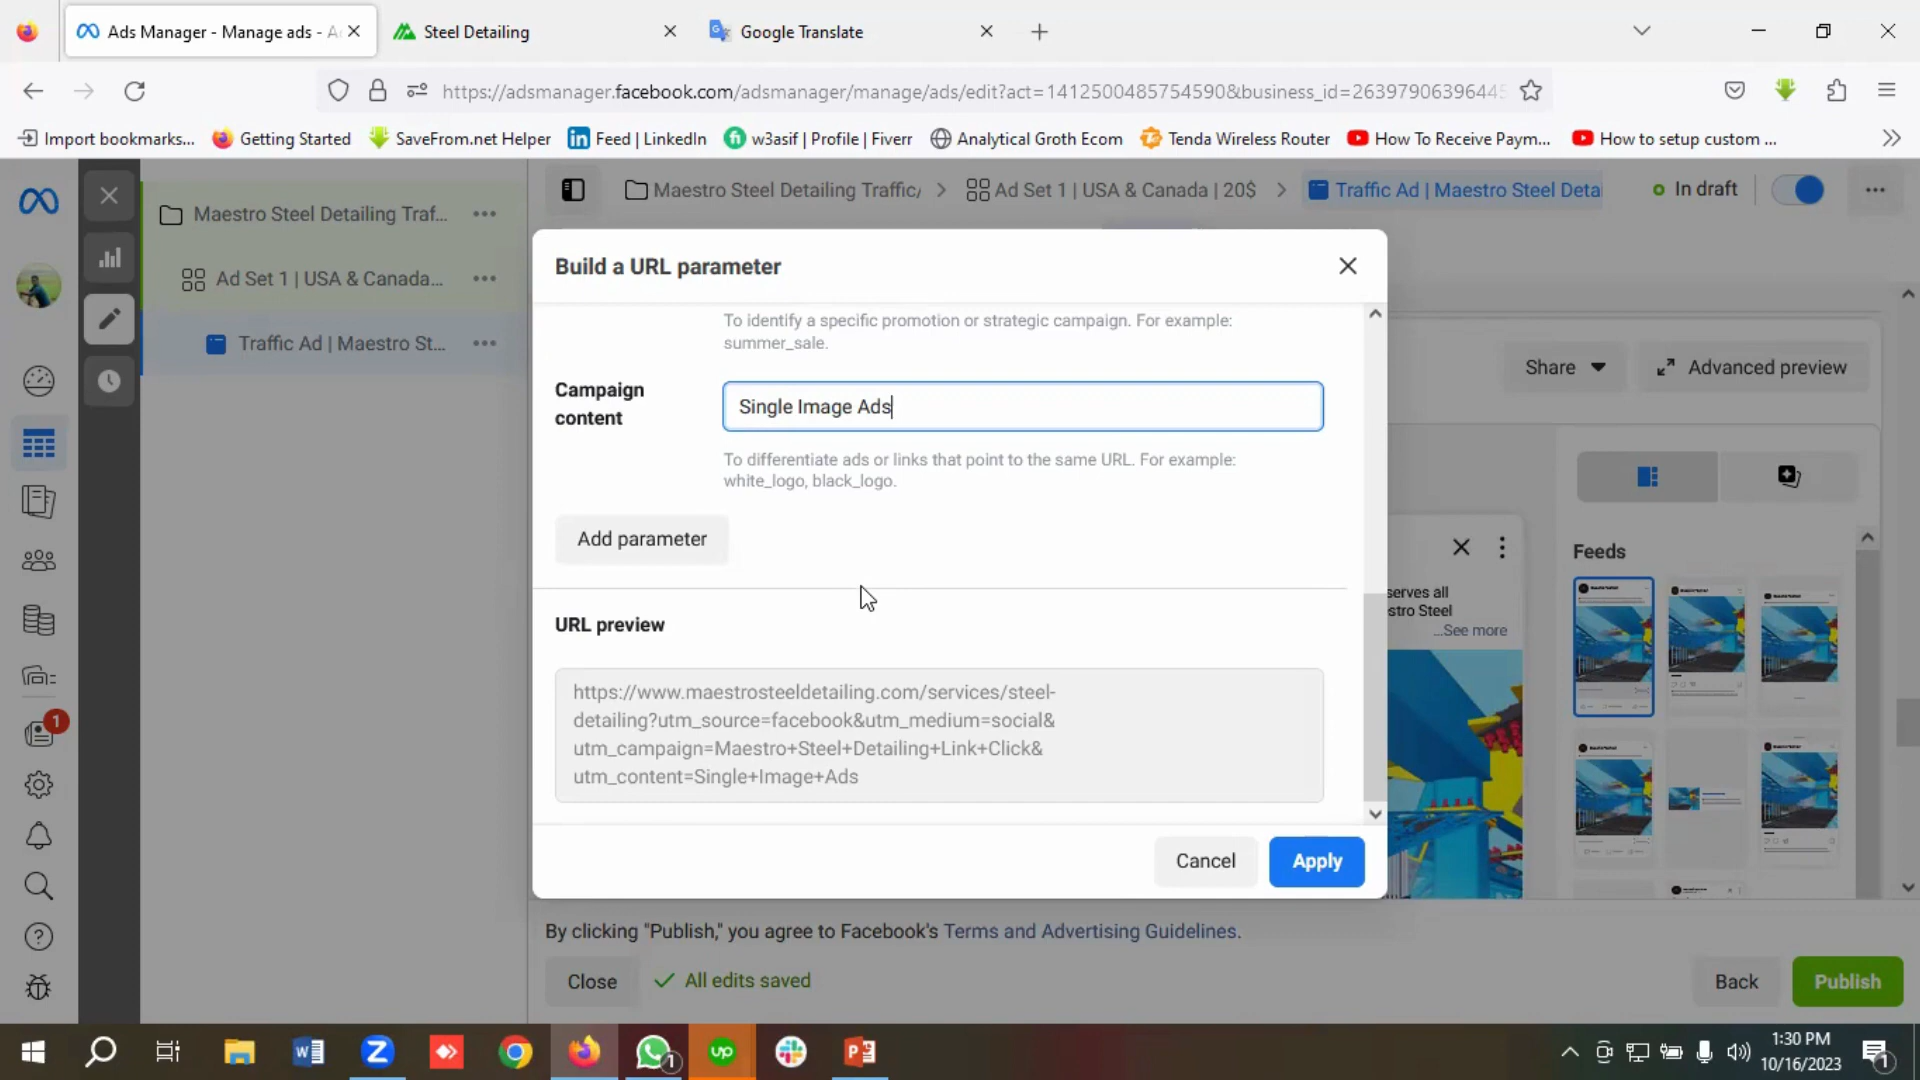 Ads Manager - Manage ads - A
Steel Detailing
Google Translate
https://adsmanager.facebook.com/adsmanager/manage/ads/edit?act=1412500485754590&business_id=26397906396445
Import bookmarks...
Getting Started
SaveFrom.net Helper
Feed | LinkedIn
w3asif | Profile | Fiverr
Analytical Groth Ecom
Tenda Wireless Router
How To Receive Paym...
How to setup custom ...
Maestro Steel Detailing Traf...
Ad Set 1 | USA & Canada...
Traffic Ad | Maestro St...
Maestro Steel Detailing Traffic/
Ad Set 1 | USA & Canada | 20$
Traffic Ad | Maestro Steel Deta
In draft
Build a URL parameter
To identify a specific promotion or strategic campaign. For example:
summer_sale.
Campaign
content
Single Image Ads
To differentiate ads or links that point to the same URL. For example:
white_logo, black_logo.
Add parameter
URL preview
https://www.maestrosteeldetailing.com/services/steel-
detailing?utm_source=facebook&utm_medium=social&
utm_campaign=Maestro+Steel+Detailing+Link+Click&
utm_content=Single+Image+Ads
Cancel
Apply
Share
Advanced preview
Feeds
serves all
stro Steel
...See more
By clicking "Publish," you agree to Facebook's Terms and Advertising Guidelines.
Close
All edits saved
Back
Publish
1
1
up
1:30 PM
10/16/2023
1